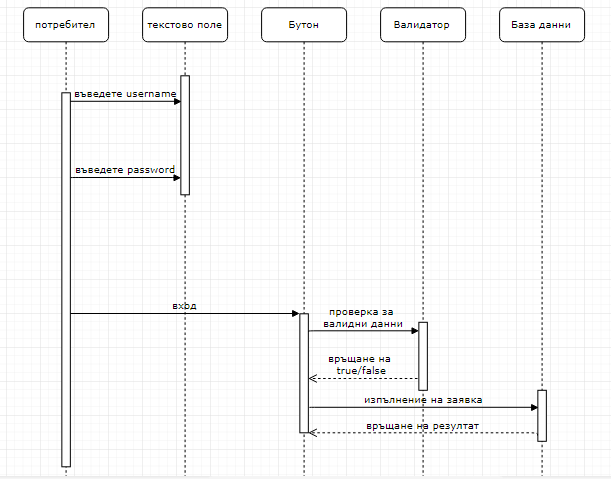 потребител
текстово поле
Бутон
Валидатор
База данни
въведете username
въведете password
вход
проверка за
валидни данни
връщане на
true/false
изпълнение на заявка
връщане на резултат